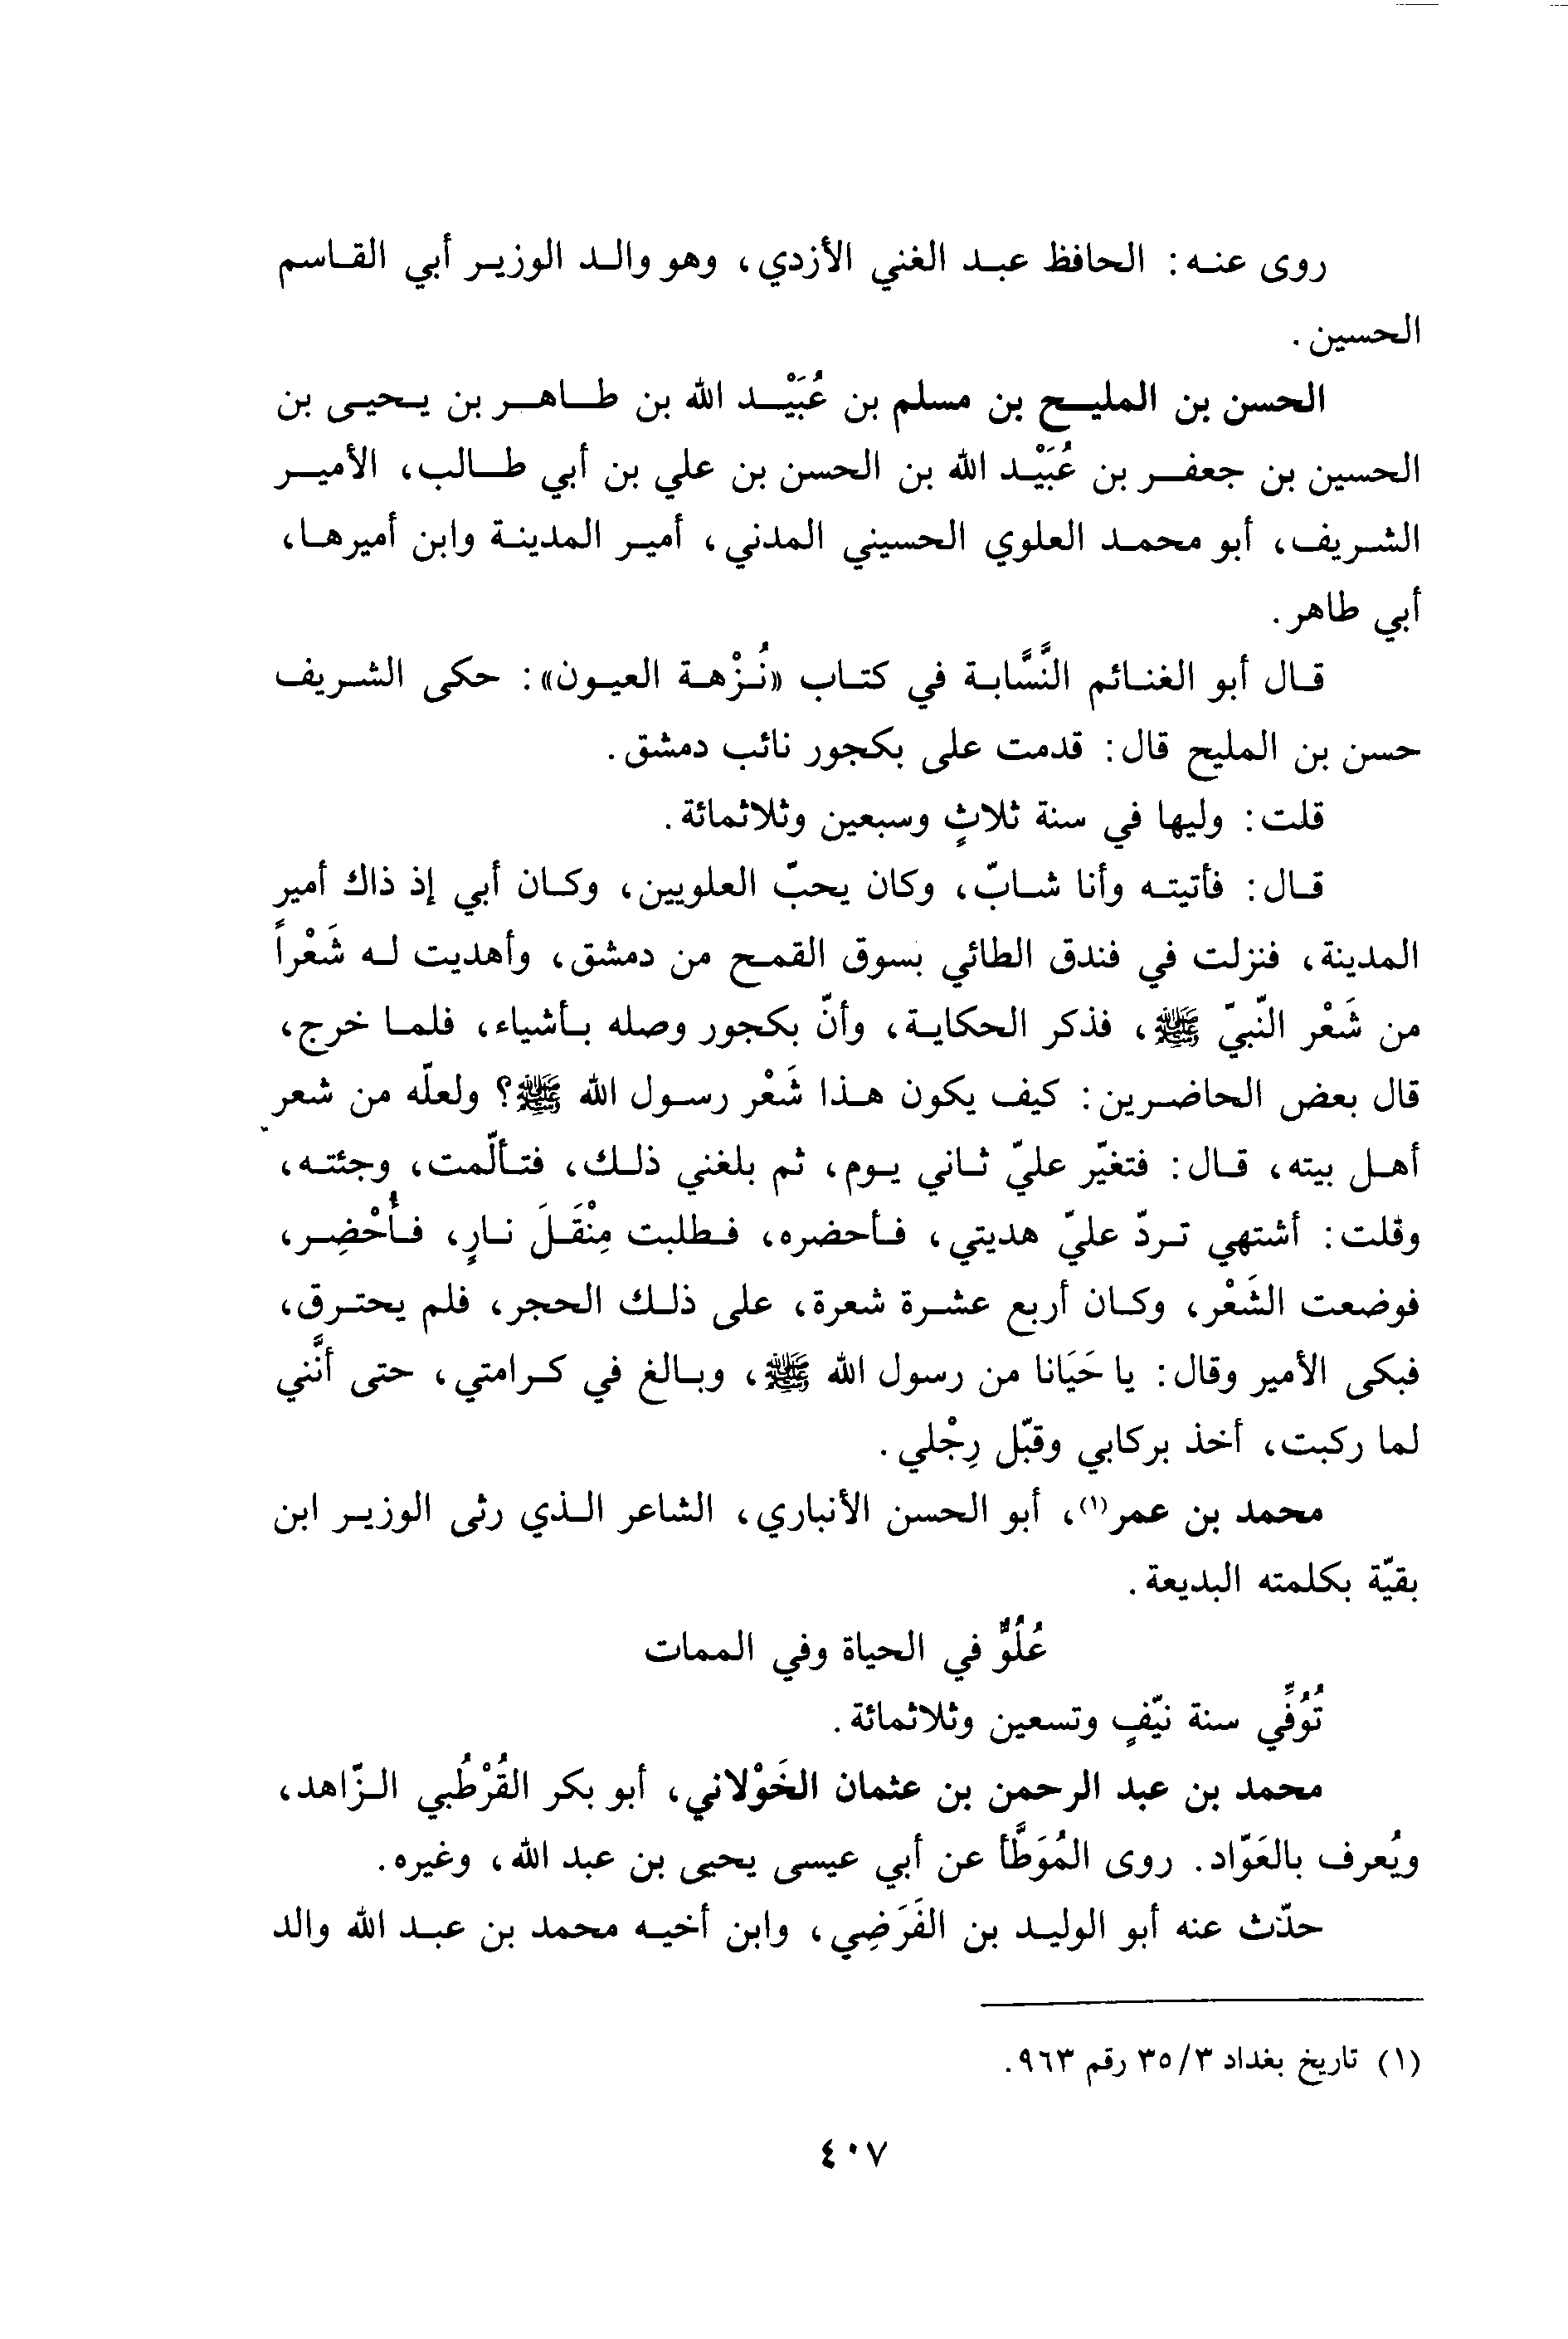 روى عنه: الحافظ عبد الغني الأزدي، وهو والد الوزير أبي القاسم
الحسين.
الحسن بن المليح بن مسلم بن عُبَيْد الله بن طاهر بن يحيى بن
الحسين بن جعفر بن عُبَيْد الله بن الحسن بن علي بن أبي طالب، الأمير
الشريف، أبو محمد العلوي الحسيني المدني، أمير المدينة وابن أميرها،
أبي طاهر.
قال أبو الغنائم النَّسَّابة في كتاب «نُزْهة العيون»: حكى الشريف
حسن بن المليح قال: قدمت على بكجور نائب دمشق.
قلت: وليها في سنة ثلاثٍ وسبعين وثلاثمائة.
قال: فأتيته وأنا شابّ، وكان يحبّ العلويين، وكان أبي إذ ذاك أمير
المدينة، فنزلت في فندق الطائي بسوق القمح من دمشق، وأهديت له شَعْراً
من شَعْر النّبيّ ﷺ، فذكر الحكاية، وأنّ بكجور وصله بأشياء، فلما خرج،
قال بعض الحاضرين: كيف يكون هذا شَعْر رسول الله ﷺ؟ ولعلّه من شعر
أهل بيته، قال: فتغيّر عليّ ثاني يوم، ثم بلغني ذلك، فتألّمت، وجئته،
وقلت: أشتهي تردّ عليّ هديتي، فأحضره، فطلبت مِنْقَلَ نارٍ، فأُحْضِر،
فوضعت الشَعْر، وكان أربع عشرة شعرة، على ذلك الحجر، فلم يحترق،
فبكى الأمير وقال: يا حَيَانا من رسول الله ﷺ، وبالغ في كرامتي، حتى أنَّني
لما ركبت، أخذ بركابي وقبّل رِجْلي.
محمد بن عمر(١)، أبو الحسن الأنباري، الشاعر الذي رثى الوزير ابن
بقيّة بكلمته البديعة.
عُلُوٌّ في الحياة وفي الممات
تُوُفِّي سنة نيّفٍ وتسعين وثلاثمائة.
محمد بن عبد الرحمن بن عثمان الخَوْلاني، أبو بكر القُرْطُبي الزّاهد،
ويُعرف بالعَوّاد. روى المُوَطَّأ عن أبي عيسى يحيى بن عبد الله، وغيره.
حدّث عنه أبو الوليد بن الفَرَضِي، وابن أخيه محمد بن عبد الله والد
(١) تاريخ بغداد ٣٥/٣ رقم ٩٦٣.
٤٠٧